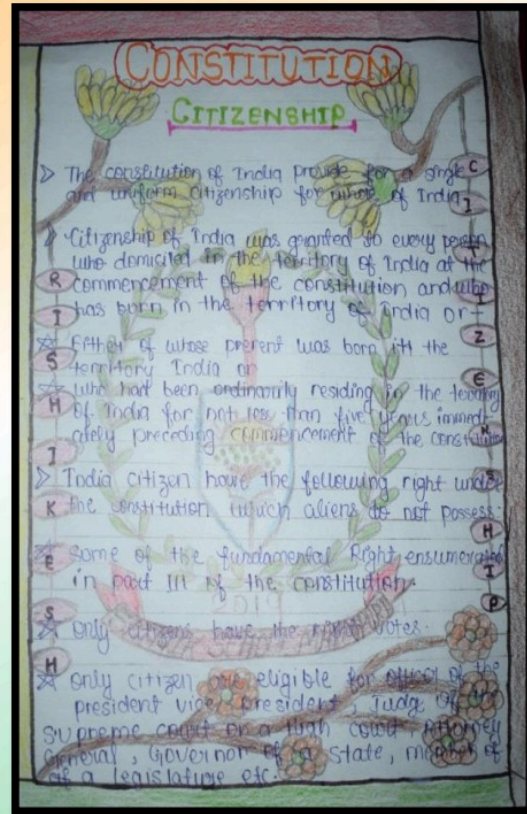 CONSTITUTION
CITIZENSHIP
➤ The constitution of India provide for a single
and uniform citizenship for whole of India
➤ Citizenship of India was granted to every person
who domiciled in the territory of India at the
commencement of the constitution and who
has born in the territory of India or-
☆ Either of whose prerent was born in the
territory India or
☆ who had been ordinarily residing in the
of India for not less than five years immed-
iately preceding commencement of the constitution
➤ India citizen have the following right under
the constitution which aliens do not possess:
☆ Some of the fundamental Right ensumerated
in part III of the constitution.
☆ Only citizens have the right votes.
☆ only citizen are eligible for office of the
president vice president, Judge of the
supreme court or a high court Attorney
General, Governor of a State, member of
of a legislature etc.
RISHIKESH
CITIZENSHIP